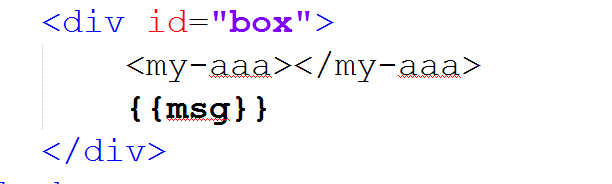 <div id="box">
<my-aaa></my-aaa>
{{msg}}
</div>